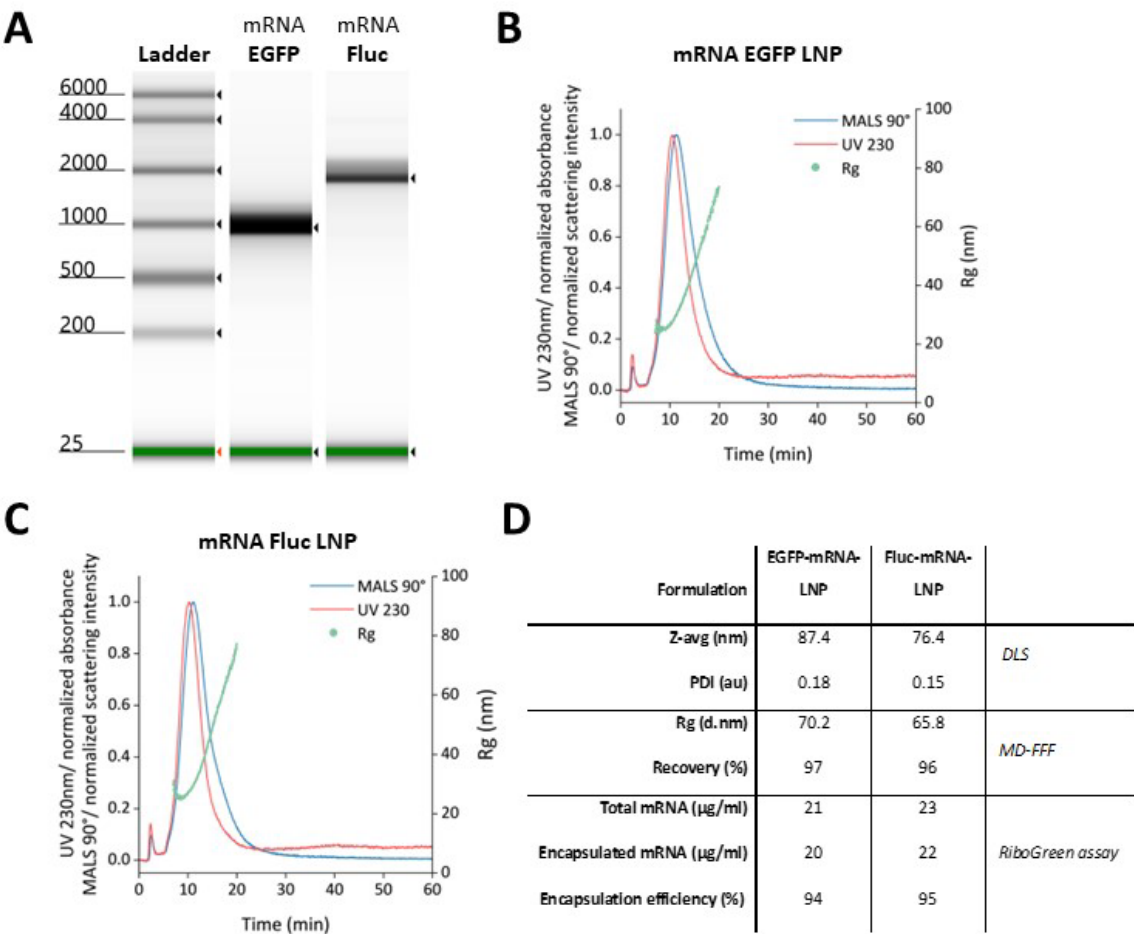 A
mRNA mRNA
Ladder EGFP Fluc
6000
4000
2000
1000
500
200
25
B
mRNA EGFP LNP
UV 230nm/ normalized absorbance
MALS 90°/ normalized scattering intensity
1.0
0.8
0.6
0.4
0.2
0.0
MALS 90°
UV 230
Rg
100
80
60
40
20
0
Rg (nm)
0 10 20 30 40 50 60
Time (min)
C
mRNA Fluc LNP
UV 230nm/ normalized absorbance
MALS 90°/ normalized scattering intensity
1.0
0.8
0.6
0.4
0.2
0.0
MALS 90°
UV 230
Rg
100
80
60
40
20
0
Rg (nm)
0 10 20 30 40 50 60
Time (min)
D
EGFP-mRNA- Fluc-mRNA-
Formulation LNP LNP
Z-avg (nm) 87.4 76.4
DLS
PDI (au) 0.18 0.15
Rg (d.nm) 70.2 65.8
MD-FFF
Recovery (%) 97 96
Total mRNA (µg/ml) 21 23
Encapsulated mRNA (µg/ml) 20 22 RiboGreen assay
Encapsulation efficiency (%) 94 95